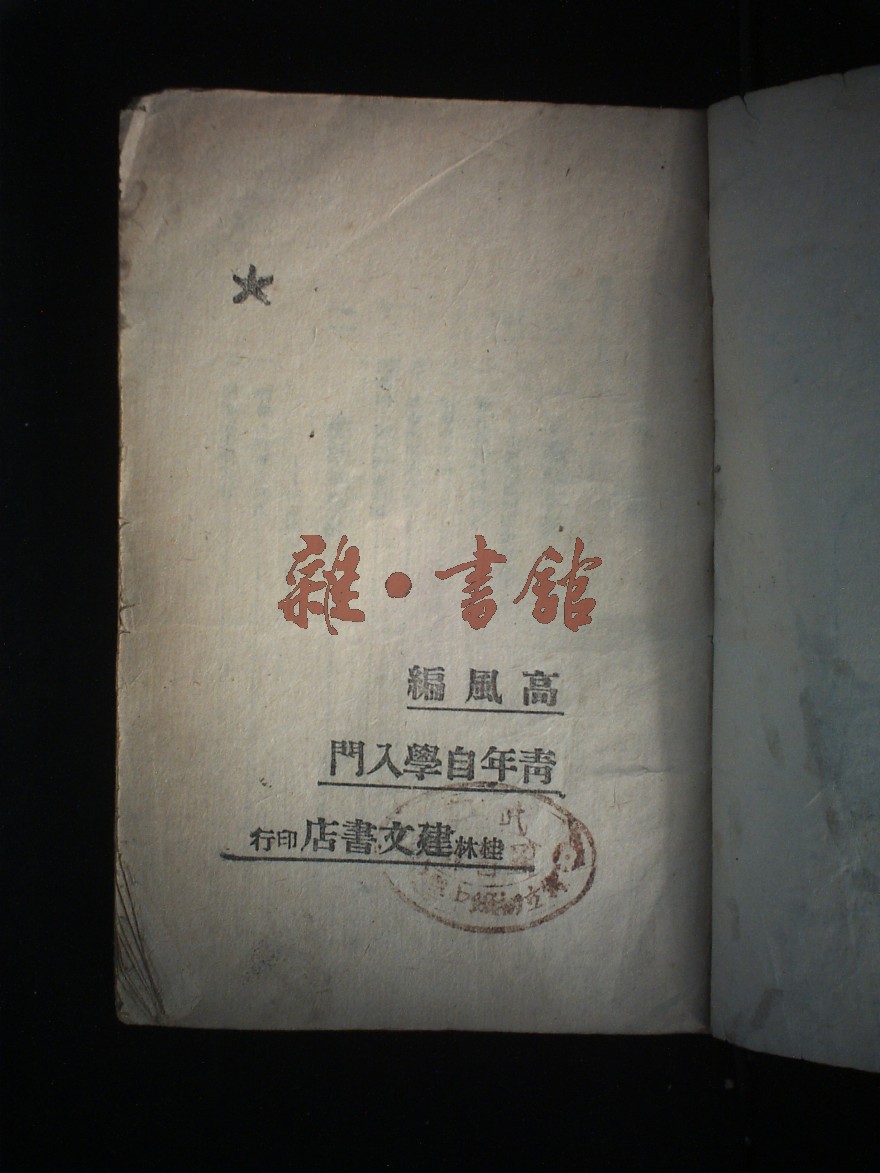 雜·書館
高風編
青年自學入門
桂林建文書店印行